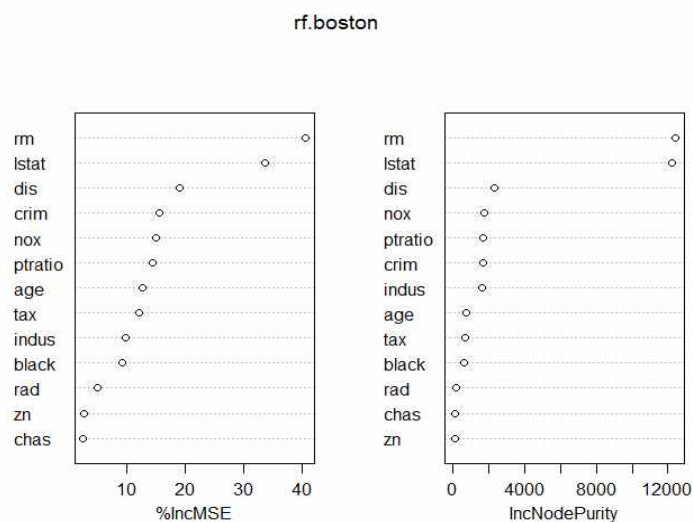 rf.boston
rm
lstat
dis
crim
nox
ptratio
age
tax
indus
black
rad
zn
chas
10 20 30 40
%IncMSE
rm
lstat
dis
nox
ptratio
crim
indus
age
tax
black
rad
chas
zn
0 4000 8000 12000
IncNodePurity